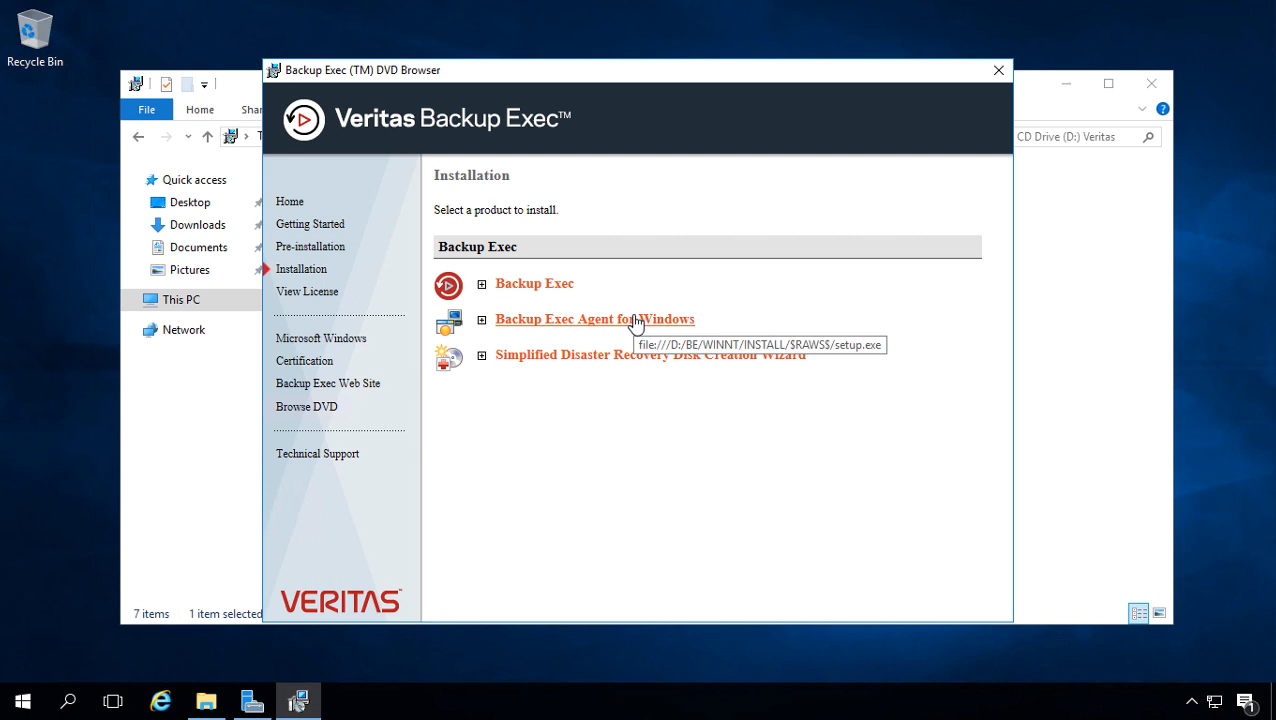 Recycle Bin
Backup Exec (TM) DVD Browser
Veritas Backup Exec™
File
Home
Shar
CD Drive (D:) Veritas
Quick access
Desktop
Downloads
Documents
Pictures
This PC
Network
7 items
1 item selected
Home
Getting Started
Pre-installation
Installation
View License
Microsoft Windows
Certification
Backup Exec Web Site
Browse DVD
Technical Support
VERITAS™
Installation
Select a product to install.
Backup Exec
Backup Exec
Backup Exec Agent for Windows
file:///D:/BE/WINNT/INSTALL/$RAWS$/setup.exe
Simplified Disaster Recovery Disk Creation Wizard
1